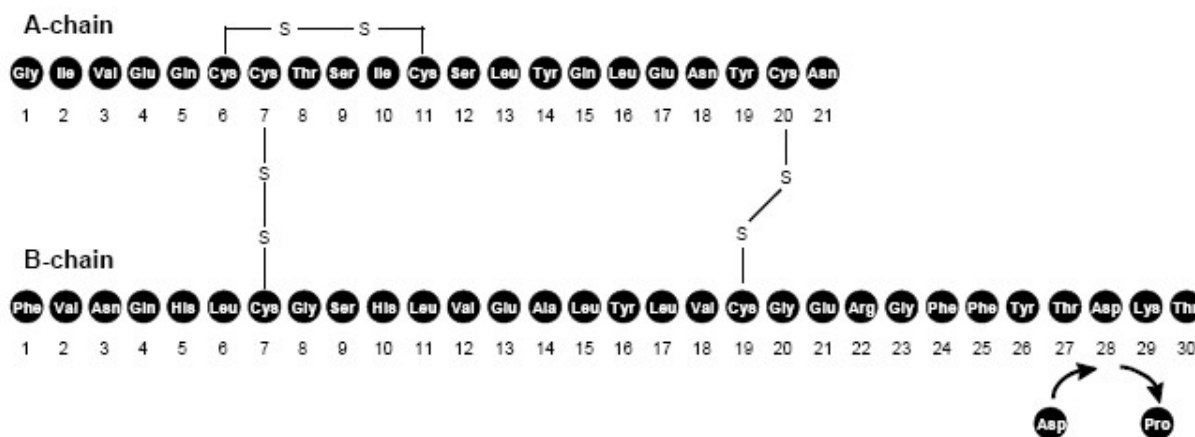 A-chain
S S
Gly Ile Val Glu Gln Cys Cys Thr Ser Ile Cys Ser Leu Tyr Gln Leu Glu Asn Tyr Cys Asn
1 2 3 4 5 6 7 8 9 10 11 12 13 14 15 16 17 18 19 20 21
S S
S S
B-chain
Phe Val Asn Gln His Leu Cys Gly Ser His Leu Val Glu Ala Leu Tyr Leu Val Cys Gly Glu Arg Gly Phe Phe Tyr Thr Asp Lys Thr
1 2 3 4 5 6 7 8 9 10 11 12 13 14 15 16 17 18 19 20 21 22 23 24 25 26 27 28 29 30
Asp Pro